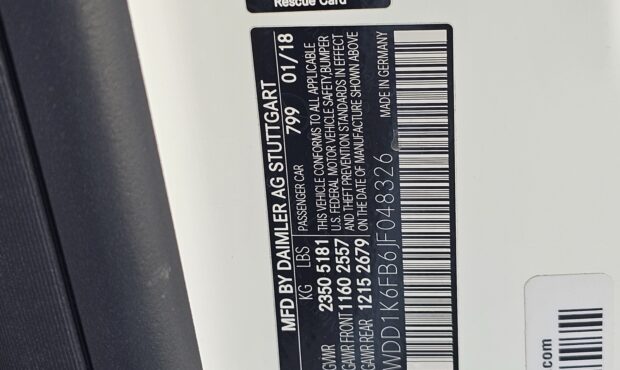 Rescue Card
MFD BY DAIMLER AG STUTTGART
799 01/18
KG LBS
PASSENGER CAR
GVWR 2350 5181
GAWR FRONT 1160 2557
GAWR REAR 1215 2679
THIS VEHICLE CONFORMS TO ALL APPLICABLE
U.S. FEDERAL MOTOR VEHICLE SAFETY,BUMPER
AND THEFT PREVENTION STANDARDS IN EFFECT
ON THE DATE OF MANUFACTURE SHOWN ABOVE
MADE IN GERMANY
WDD1K6FB6JF048326
.com